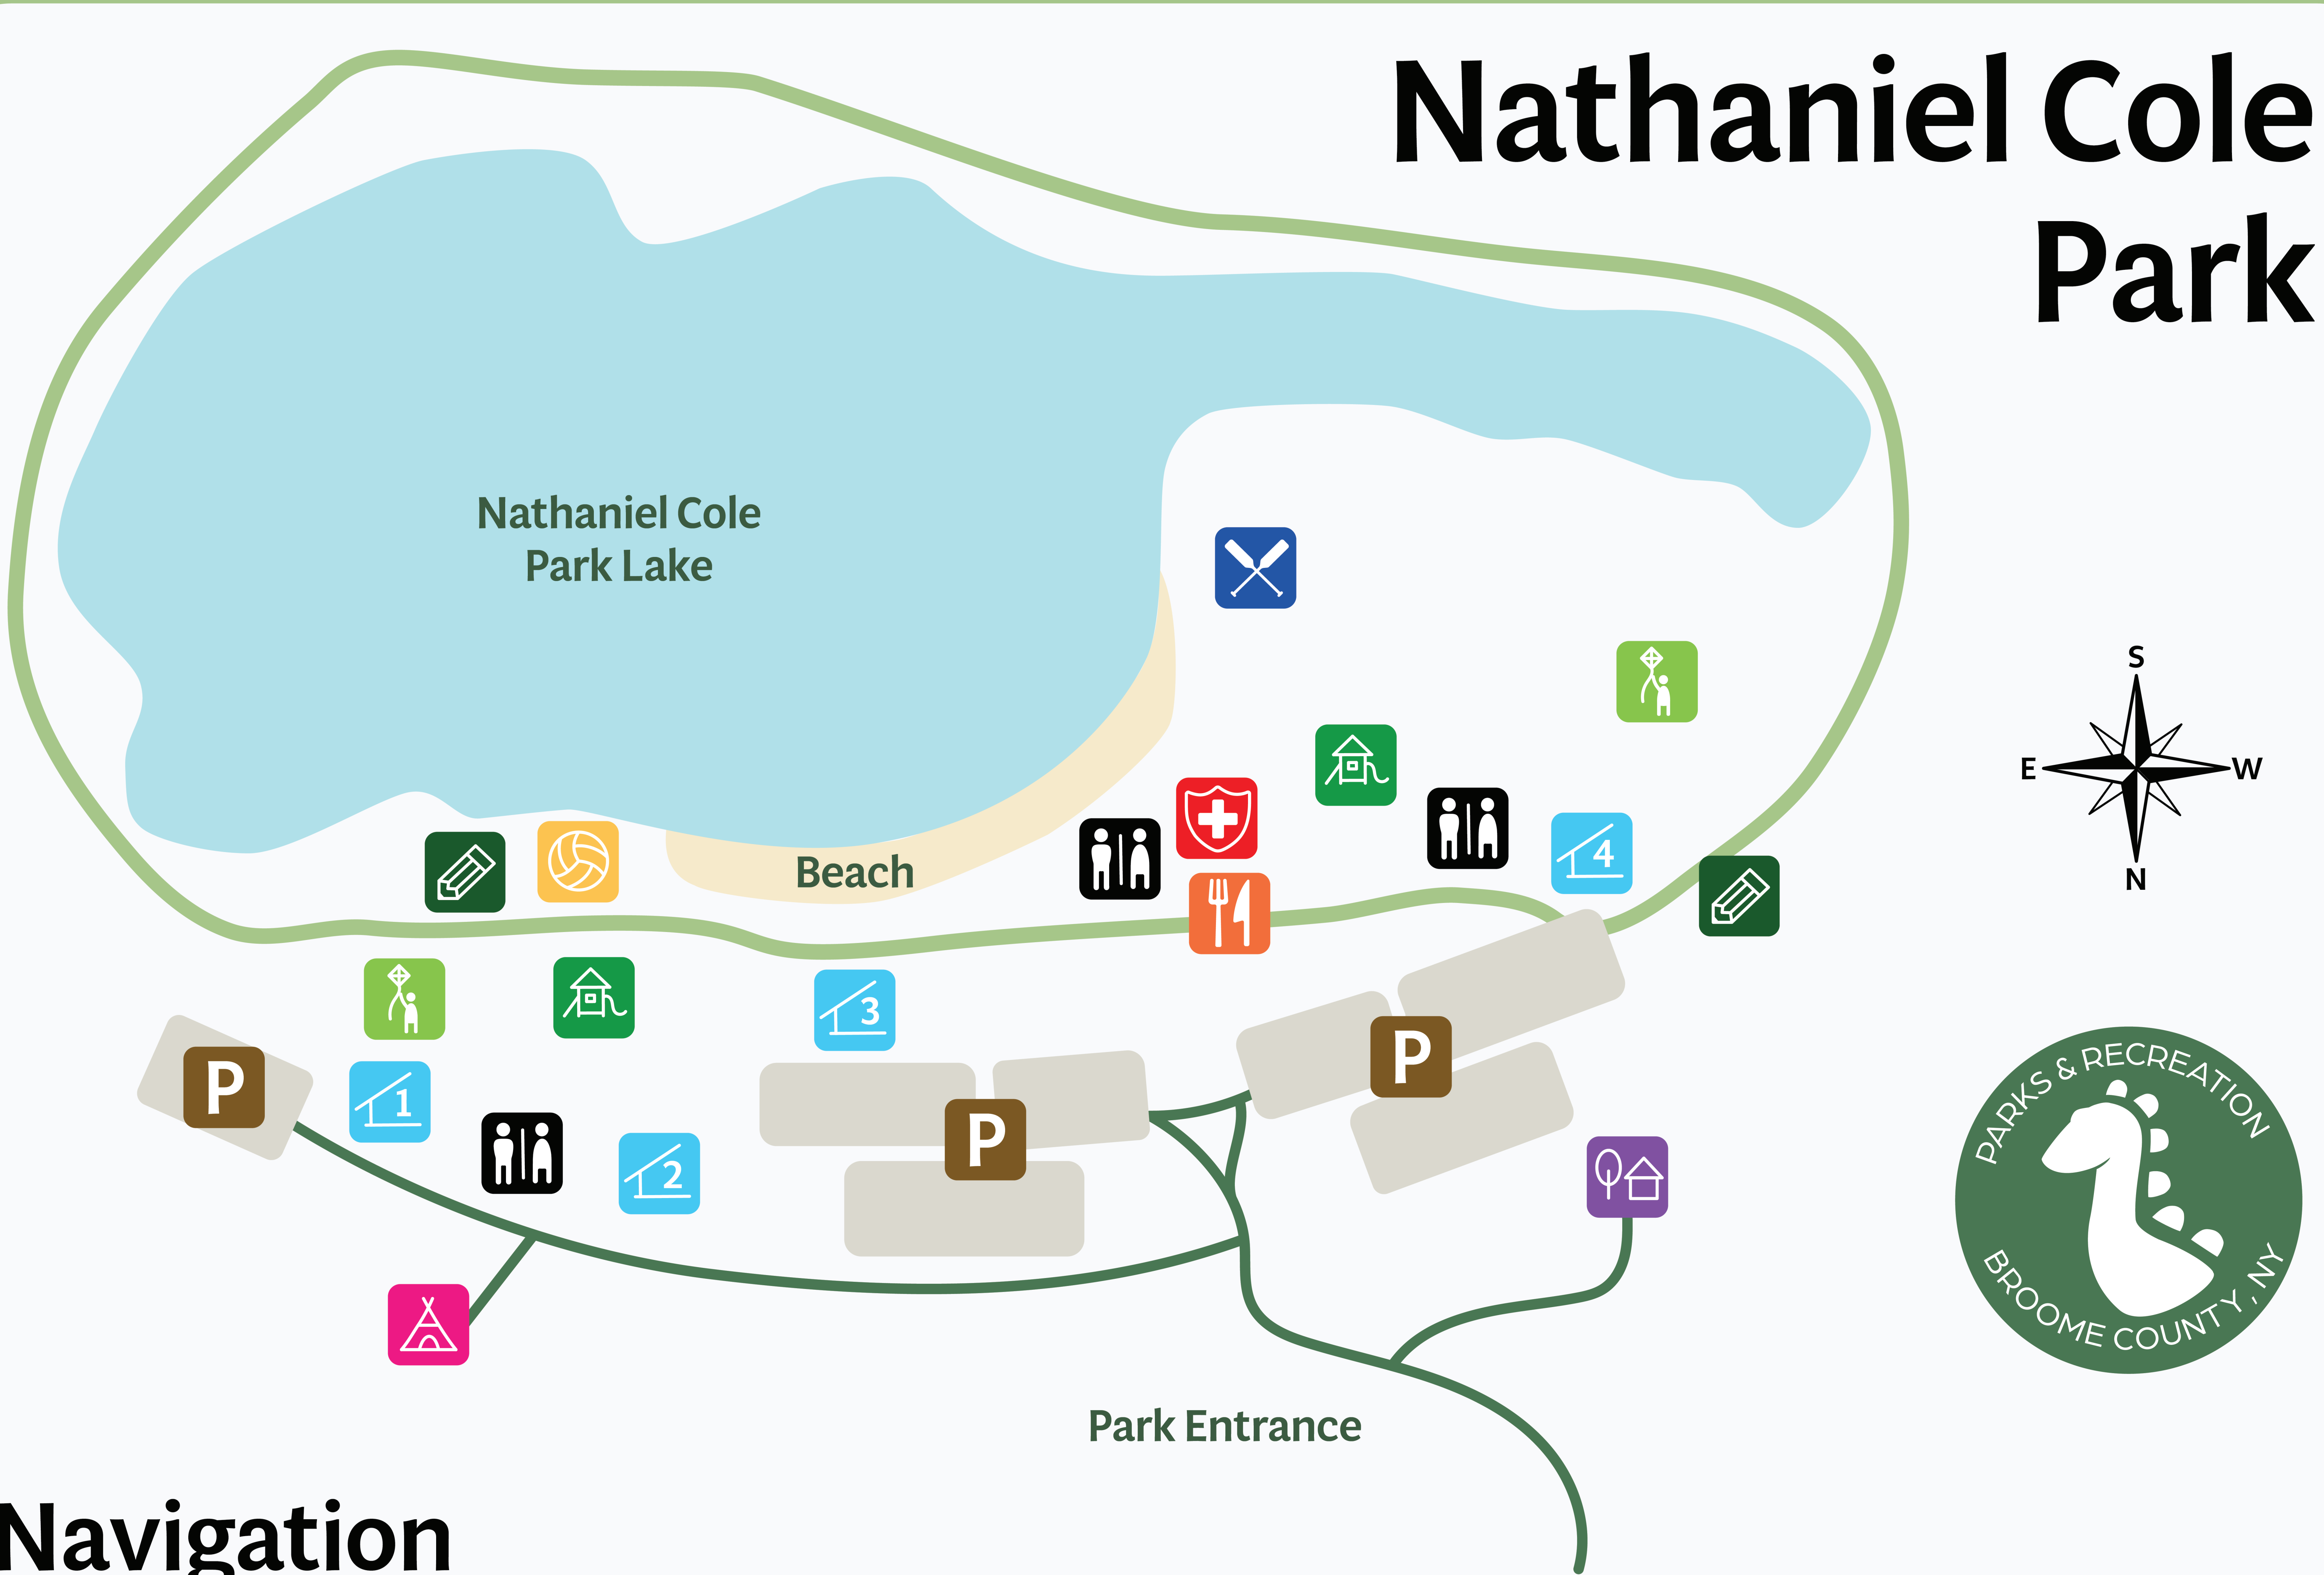 Nathaniel Cole
Park
Nathaniel Cole
Park Lake
S
E
W
N
Beach
4
3
P
P
1
P
2
PARKS & RECREATION
BROOME COUNTY, NY
Park Entrance
Navigation